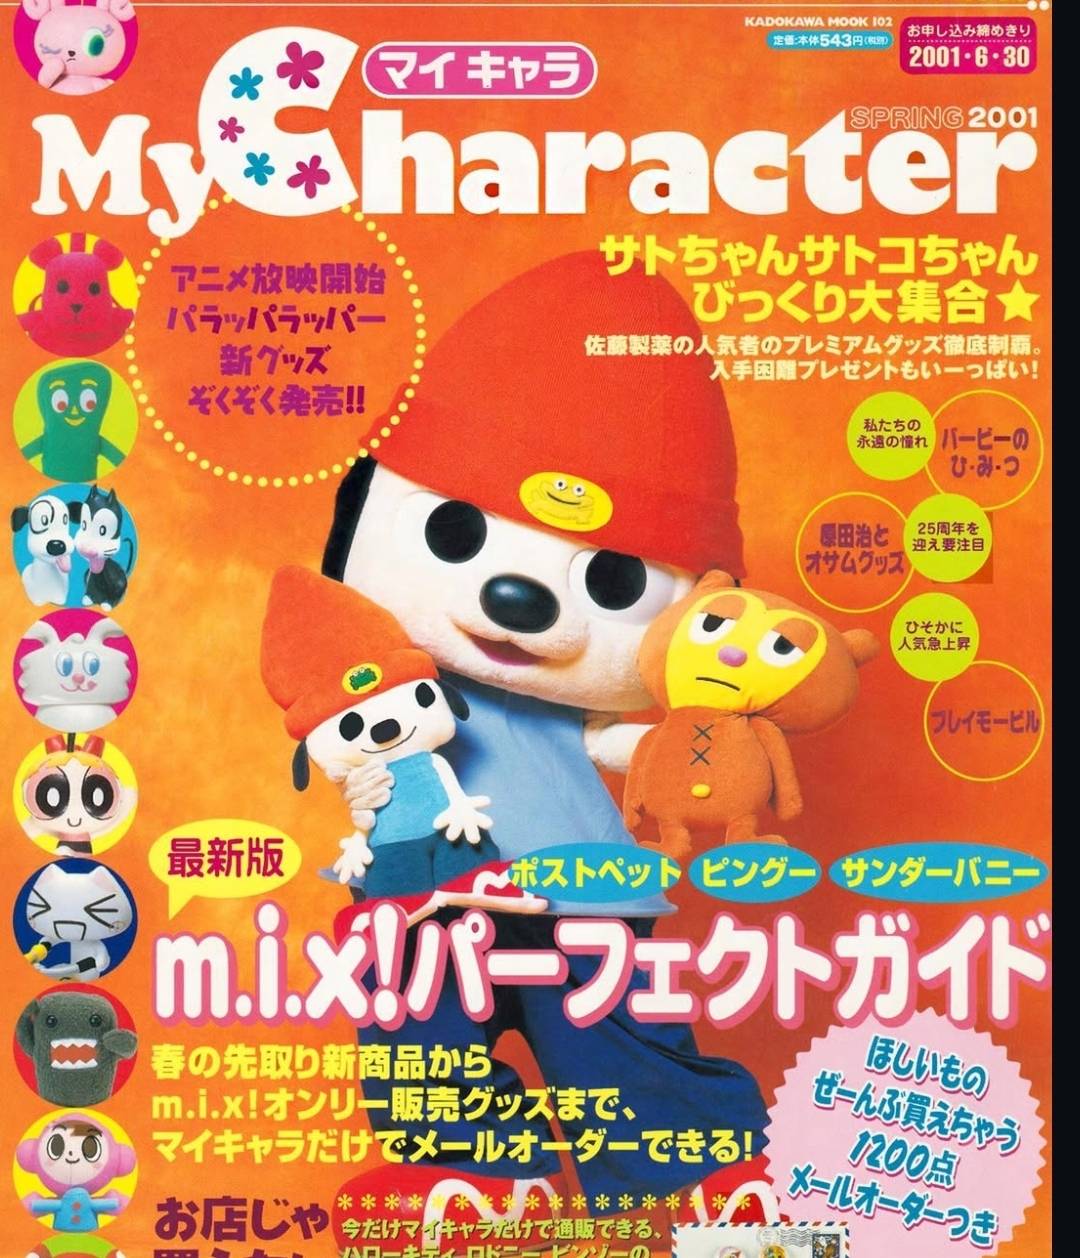 KADOKAWA MOOK 102
定価:本体543円(税別)
お申し込み締めきり
2001・6・30
マイ キャラ
My Character
SPRING 2001
アニメ放映開始
パラッパラッパー
新グッズ
ぞくぞく発売!!
サトちゃんサトコちゃん
びっくり大集合★
佐藤製薬の人気者のプレミアムグッズ徹底制覇。
入手困難プレゼントもいーっぱい!
私たちの
永遠の憧れ
バービーの
ひ・み・つ
原田治と
オサムグッズ
25周年を
迎え要注目
ひそかに
人気急上昇
プレイモービル
最新版
ポストペット ピングー サンダーバニー
m.i.x!パーフェクトガイド
春の先取り新商品から
m.i.x!オンリー販売グッズまで、
マイキャラだけでメールオーダーできる!
ほしいもの
ぜーんぶ買えちゃう
1200点
メールオーダーつき
お店じゃ
今だけマイキャラだけで通販できる、